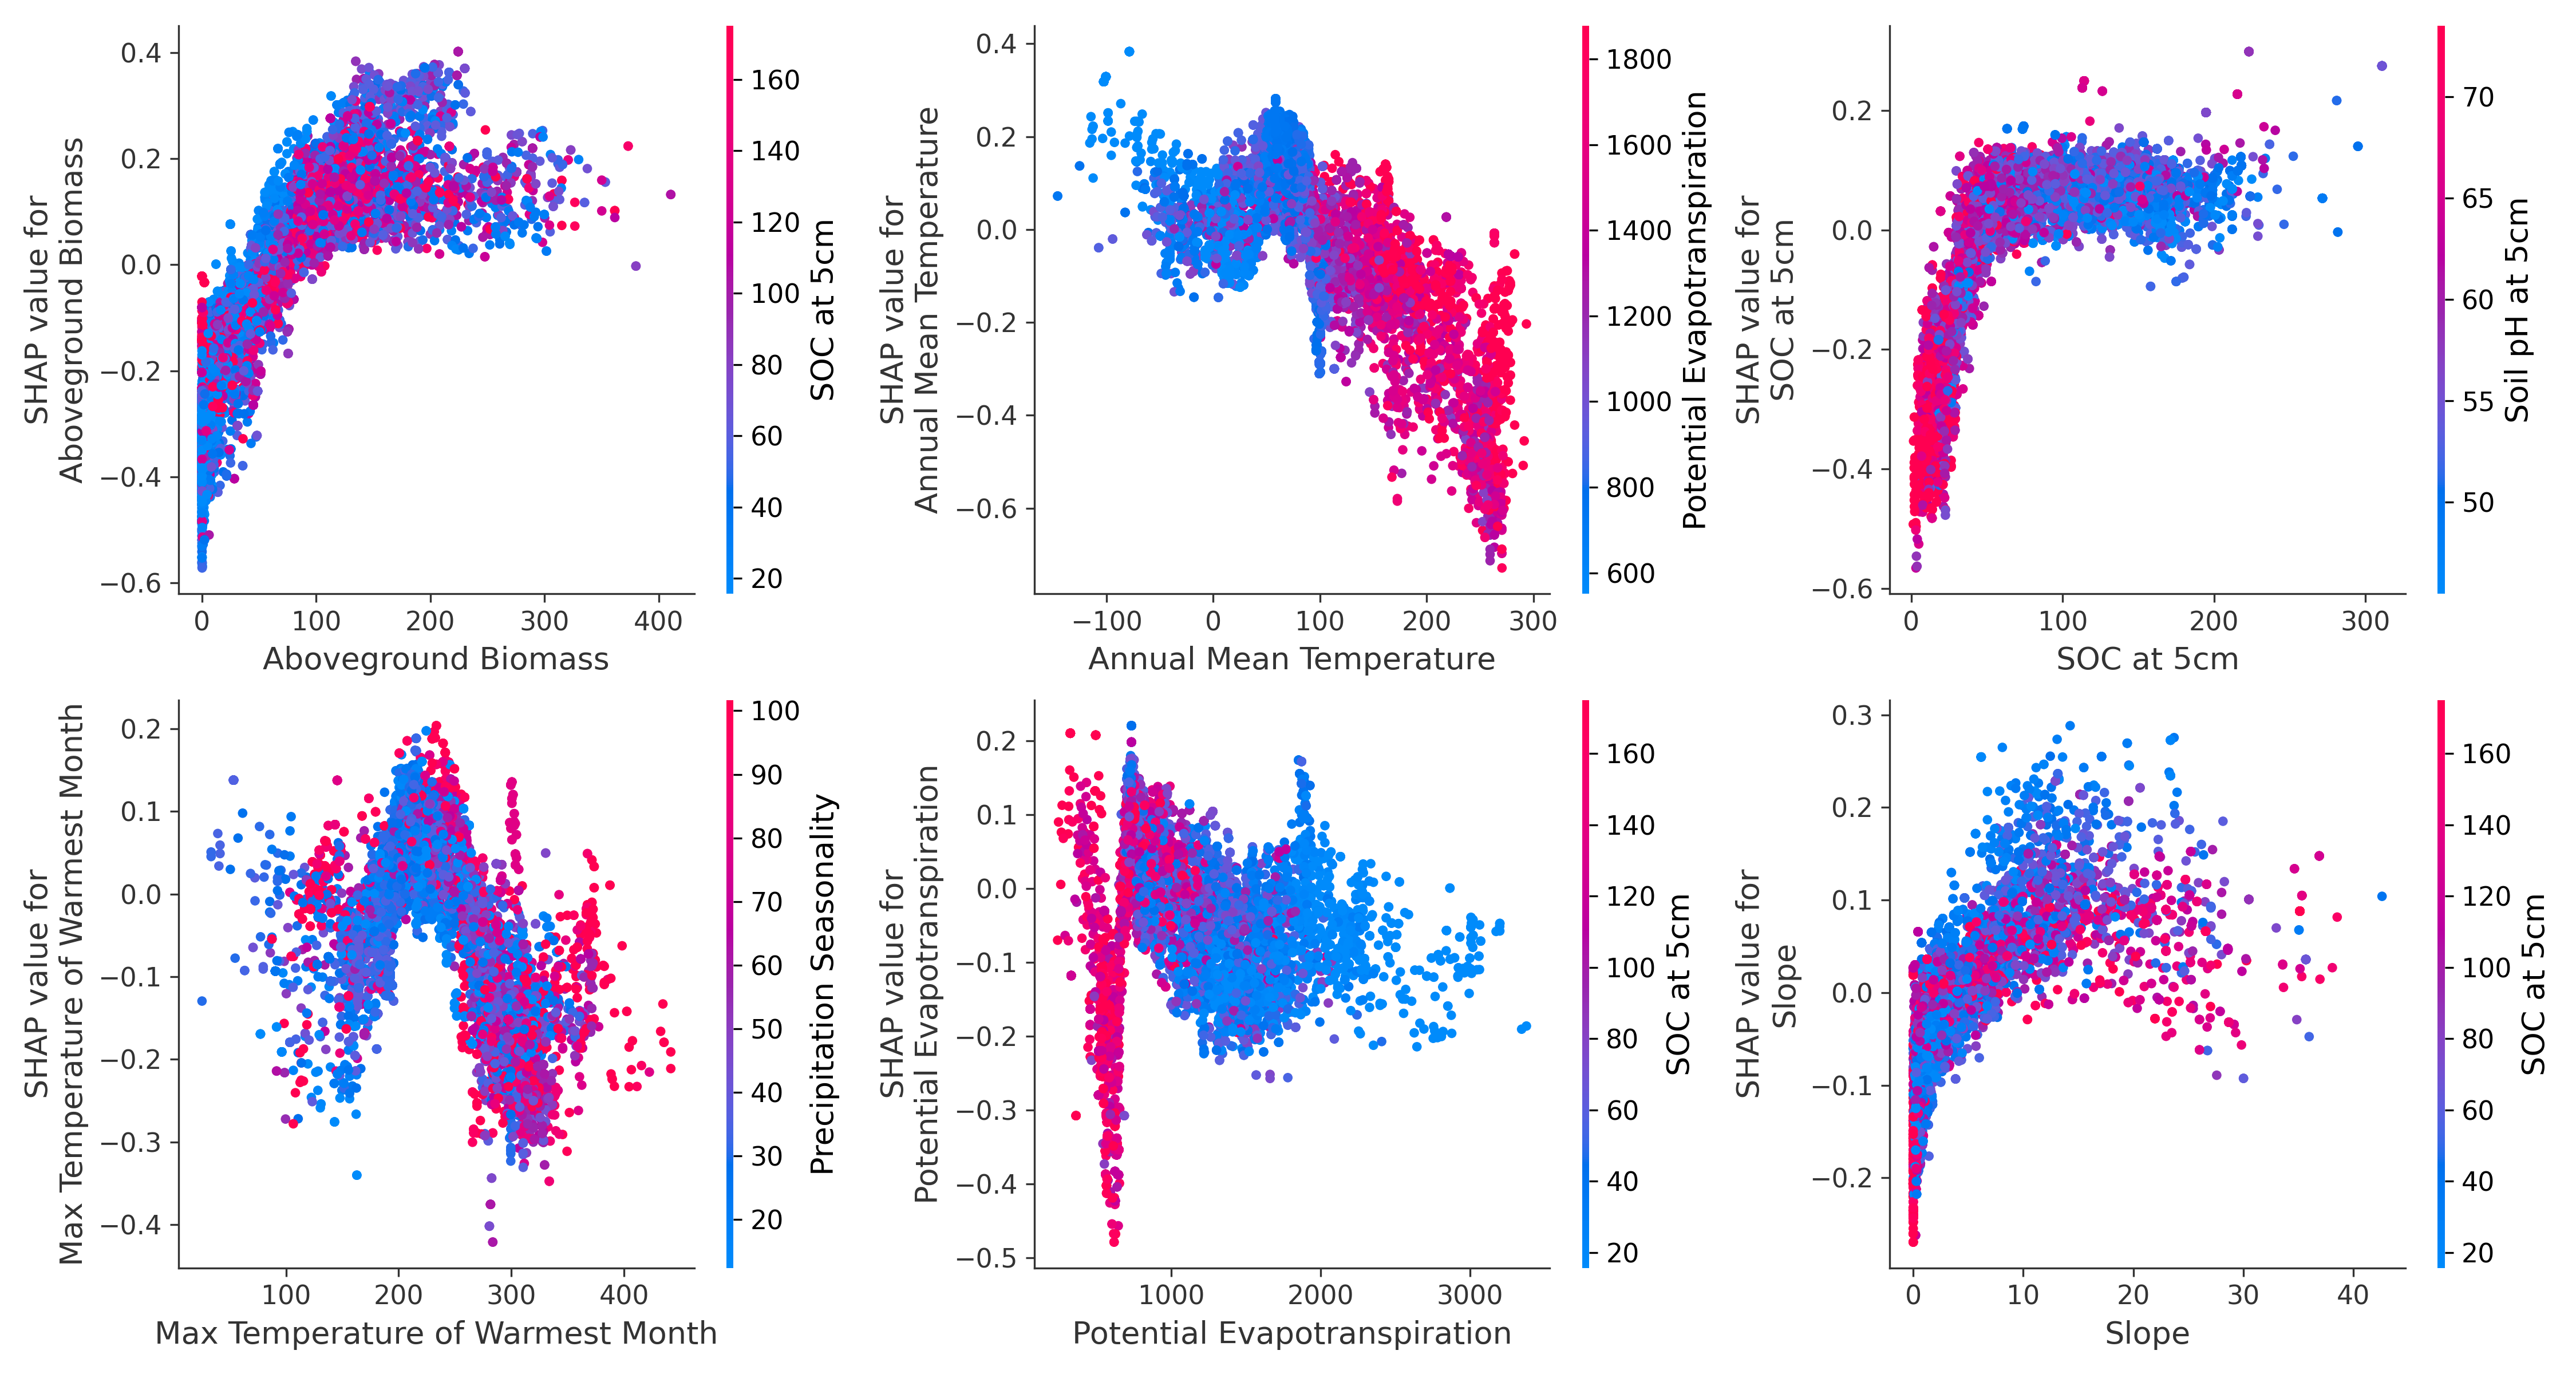 0.4
0.2
0.0
−0.2
−0.4
−0.6
SHAP value for
Aboveground Biomass
0 100 200 300 400
Aboveground Biomass
160
140
120
100
80
60
40
20
SOC at 5cm
0.4
0.2
0.0
−0.2
−0.4
−0.6
SHAP value for
Annual Mean Temperature
−100 0 100 200 300
Annual Mean Temperature
1800
1600
1400
1200
1000
800
600
Potential Evapotranspiration
0.2
0.0
−0.2
−0.4
−0.6
SHAP value for
SOC at 5cm
0 100 200 300
SOC at 5cm
70
65
60
55
50
Soil pH at 5cm
0.2
0.1
0.0
−0.1
−0.2
−0.3
−0.4
SHAP value for
Max Temperature of Warmest Month
100 200 300 400
Max Temperature of Warmest Month
100
90
80
70
60
50
40
30
20
Precipitation Seasonality
0.2
0.1
0.0
−0.1
−0.2
−0.3
−0.4
−0.5
SHAP value for
Potential Evapotranspiration
1000 2000 3000
Potential Evapotranspiration
160
140
120
100
80
60
40
20
SOC at 5cm
0.3
0.2
0.1
0.0
−0.1
−0.2
SHAP value for
Slope
0 10 20 30 40
Slope
160
140
120
100
80
60
40
20
SOC at 5cm